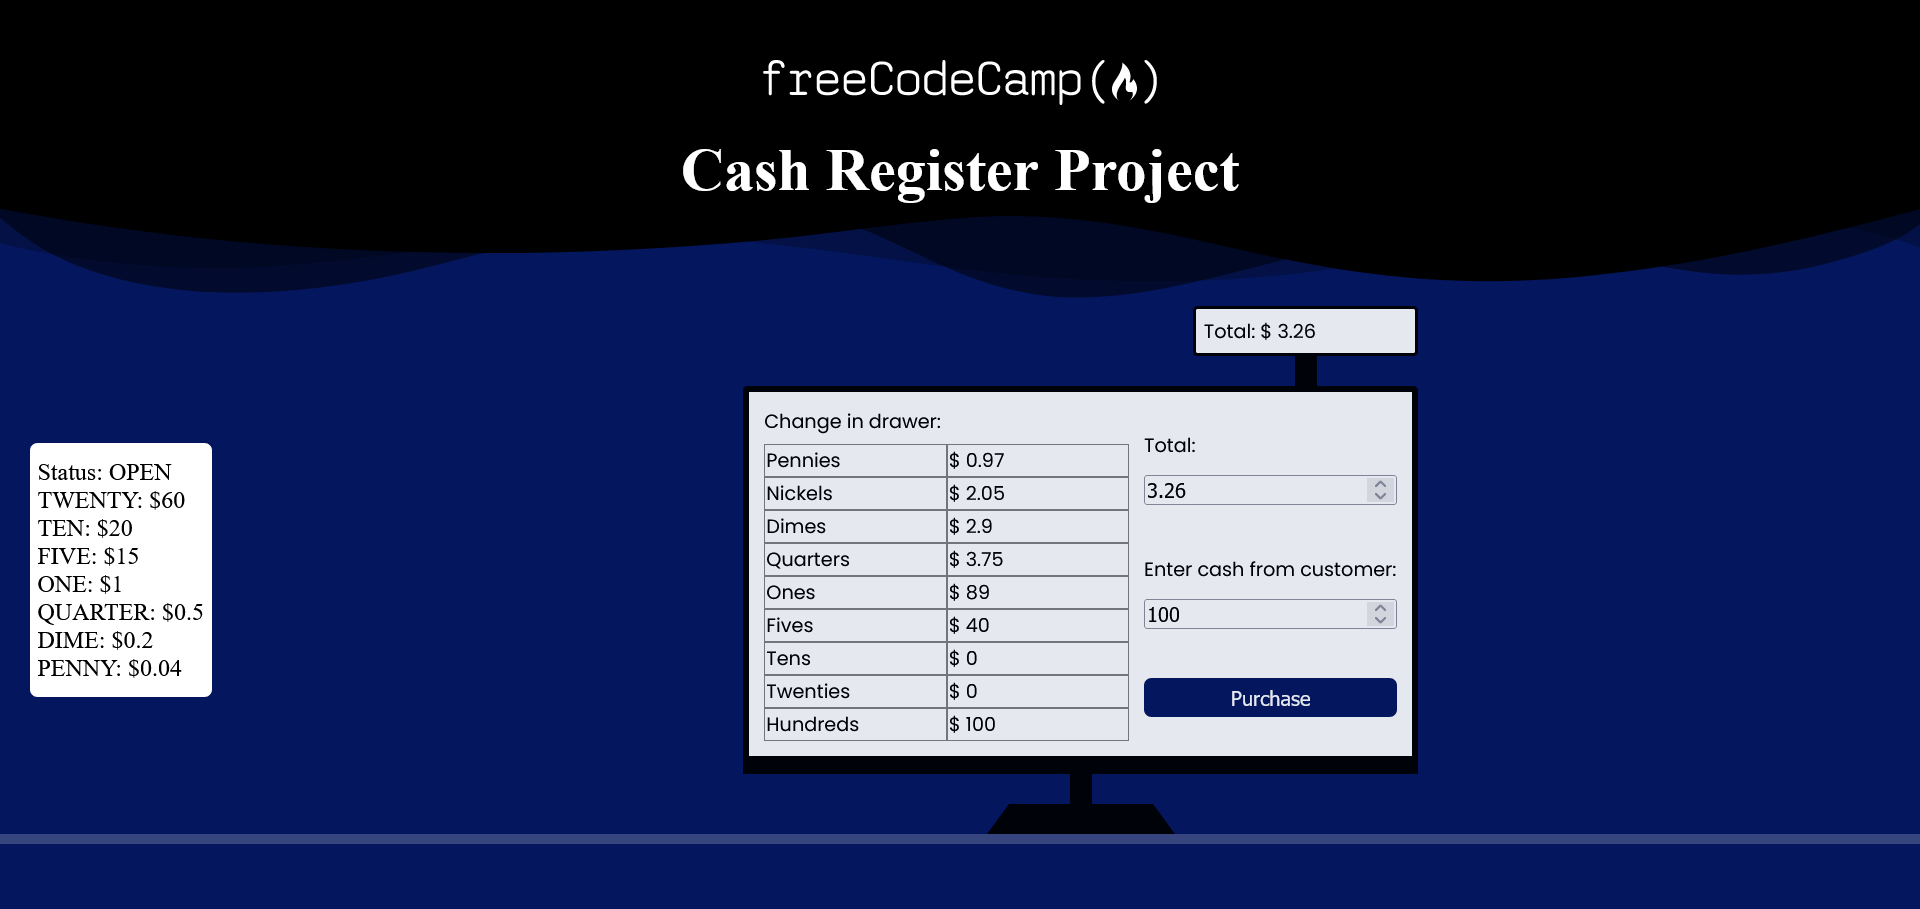 freeCodeCamp(🔥)
Cash Register Project
Status: OPEN
TWENTY: $60
TEN: $20
FIVE: $15
ONE: $1
QUARTER: $0.5
DIME: $0.2
PENNY: $0.04
Total: $ 3.26
Change in drawer:
Pennies $ 0.97
Nickels $ 2.05
Dimes $ 2.9
Quarters $ 3.75
Ones $ 89
Fives $ 40
Tens $ 0
Twenties $ 0
Hundreds $ 100
Total:
3.26
Enter cash from customer:
100
Purchase